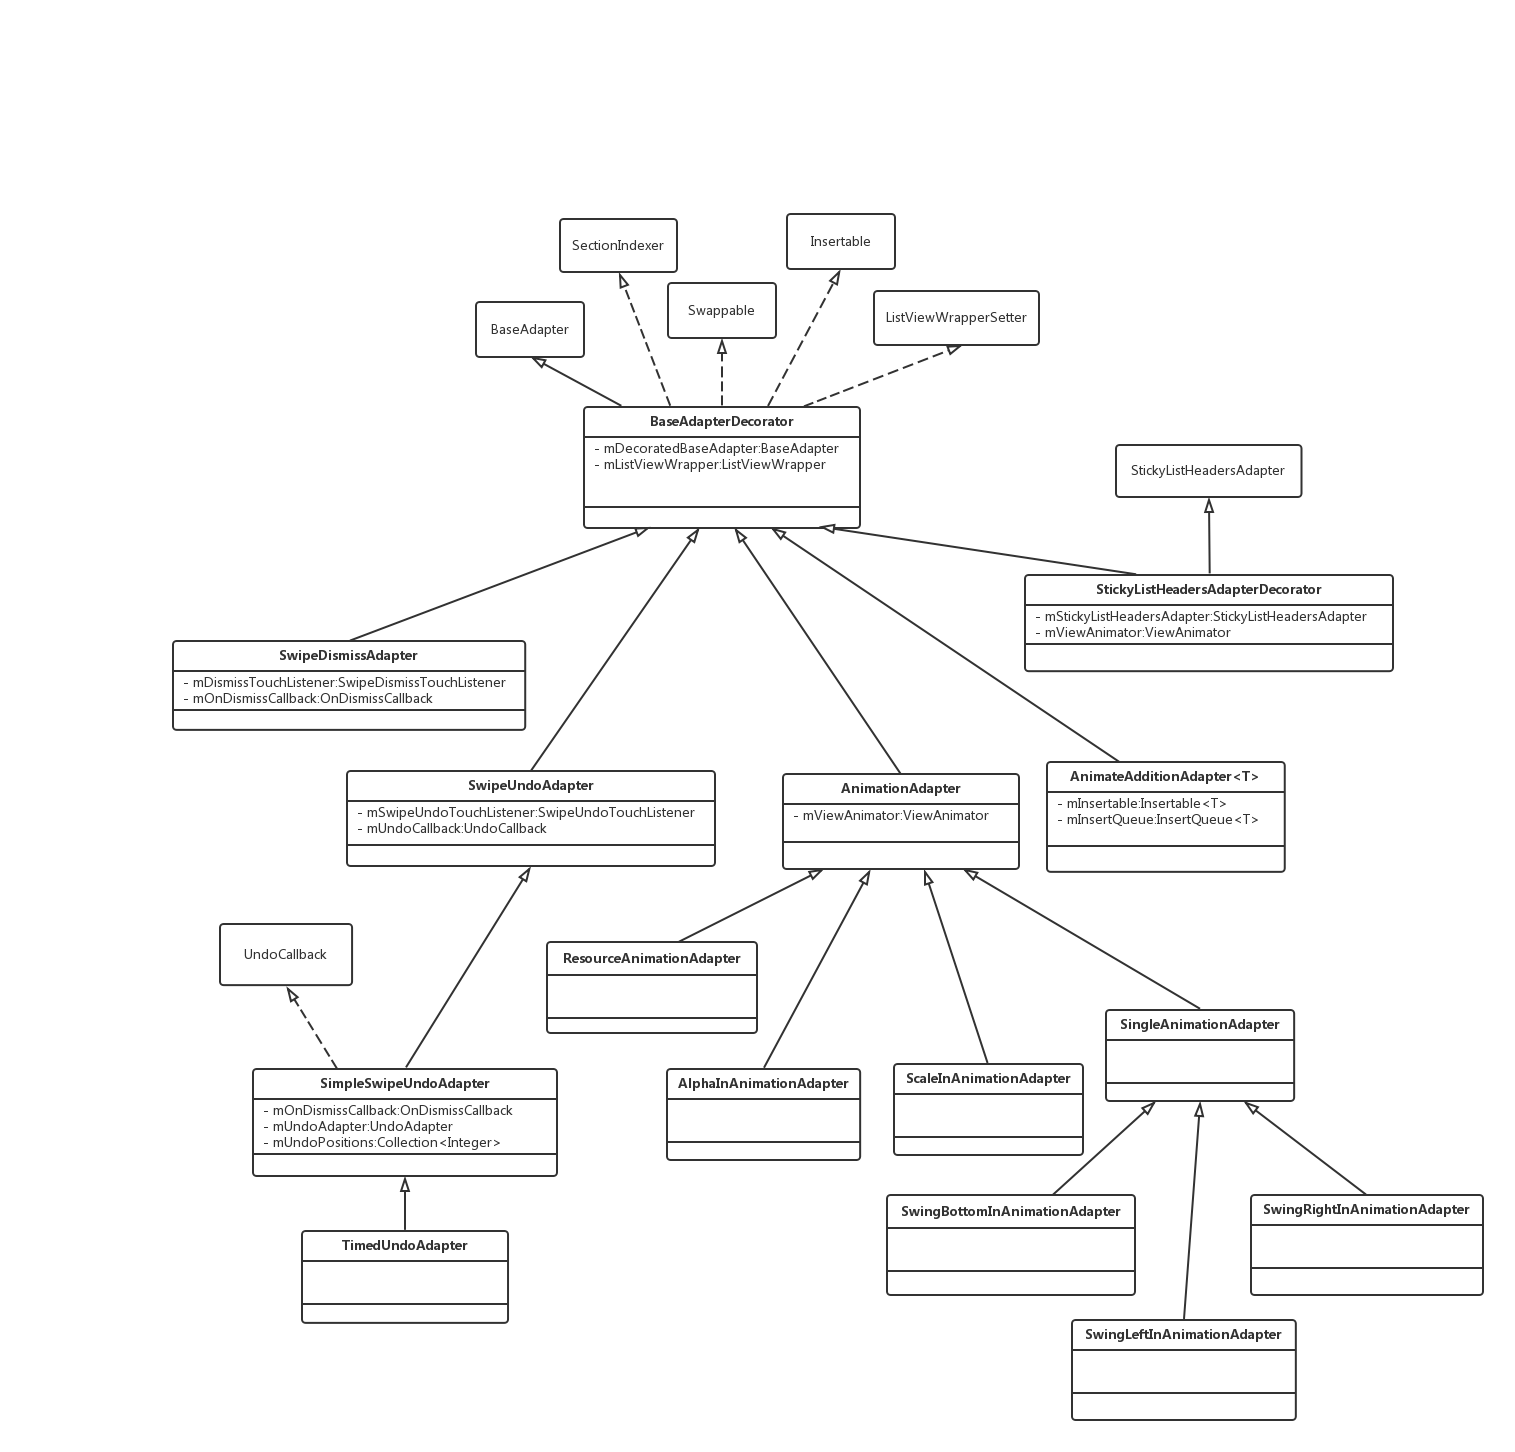 Insertable
SectionIndexer
Swappable
ListViewWrapperSetter
BaseAdapter
BaseAdapterDecorator
- mDecoratedBaseAdapter:BaseAdapter
- mListViewWrapper:ListViewWrapper
StickyListHeadersAdapter
StickyListHeadersAdapterDecorator
- mStickyListHeadersAdapter:StickyListHeadersAdapter
- mViewAnimator:ViewAnimator
SwipeDismissAdapter
- mDismissTouchListener:SwipeDismissTouchListener
- mOnDismissCallback:OnDismissCallback
SwipeUndoAdapter
- mSwipeUndoTouchListener:SwipeUndoTouchListener
- mUndoCallback:UndoCallback
AnimationAdapter
- mViewAnimator:ViewAnimator
AnimateAdditionAdapter<T>
- mInsertable:Insertable<T>
- mInsertQueue:InsertQueue<T>
UndoCallback
ResourceAnimationAdapter
SingleAnimationAdapter
SimpleSwipeUndoAdapter
- mOnDismissCallback:OnDismissCallback
- mUndoAdapter:UndoAdapter
- mUndoPositions:Collection<Integer>
AlphaInAnimationAdapter
ScaleInAnimationAdapter
SwingBottomInAnimationAdapter
SwingRightInAnimationAdapter
TimedUndoAdapter
SwingLeftInAnimationAdapter